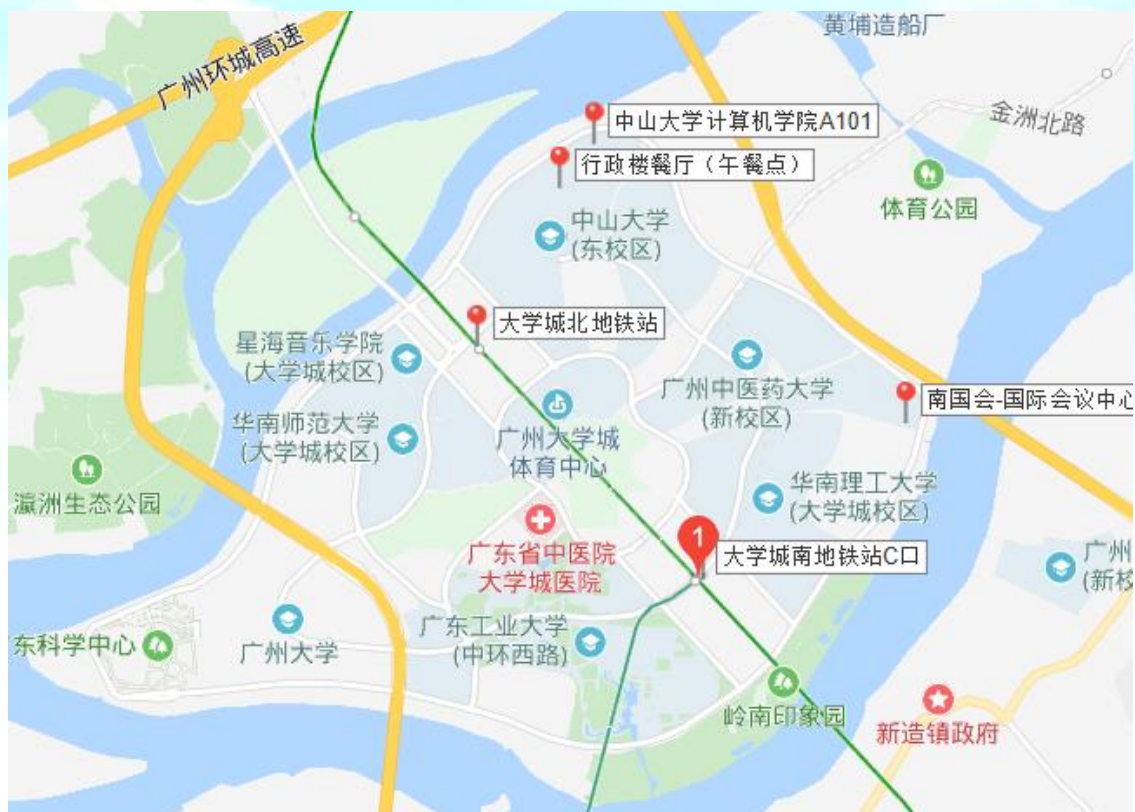 黄埔造船厂
广州环城高速
中山大学计算机学院A101
金洲北路
行政楼餐厅（午餐点）
体育公园
中山大学
(东校区)
大学城北地铁站
星海音乐学院
(大学城校区)
广州中医药大学
(新校区)
南国会-国际会议中心
华南师范大学
(大学城校区)
广州大学城
体育中心
瀛洲生态公园
华南理工大学
(大学城校区)
1
大学城南地铁站C口
广东省中医院
大学城医院
广州
(新校
广东工业大学
(中环西路)
东科学中心
广州大学
岭南印象园
新造镇政府